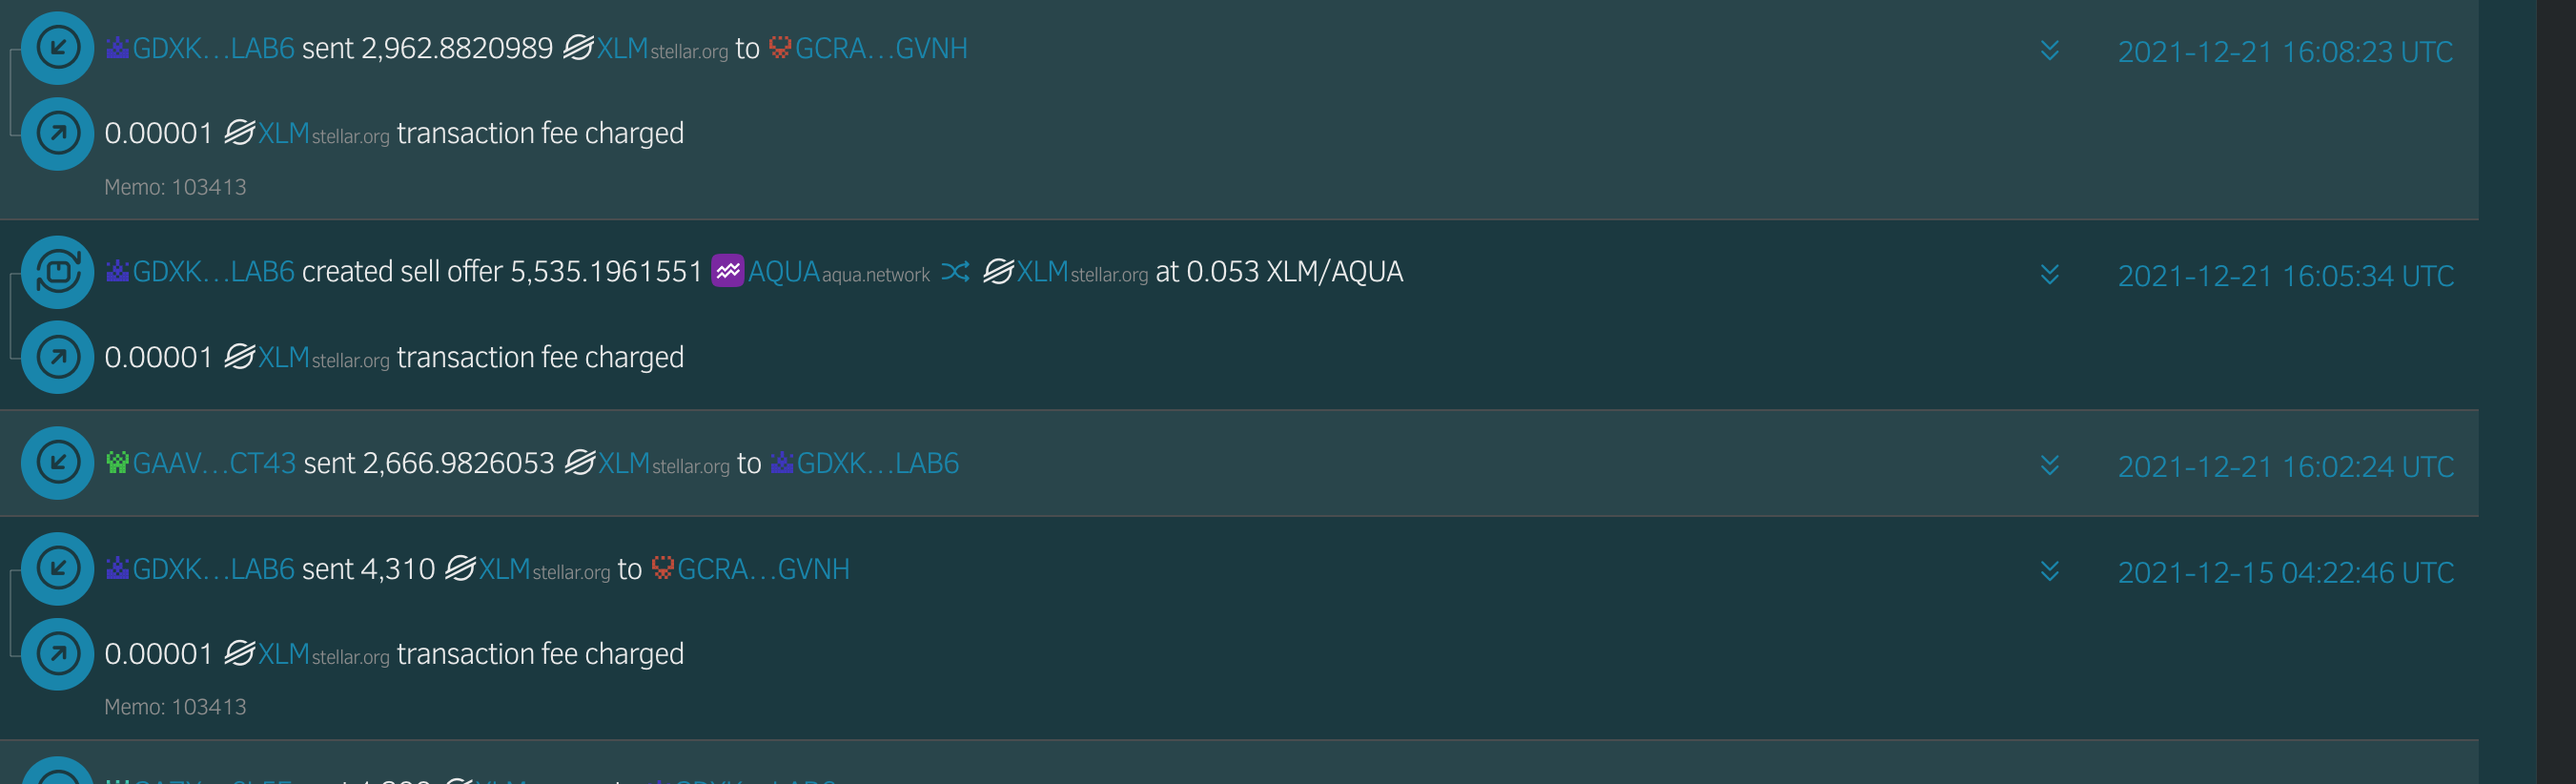 GDXK…LAB6 sent 2,962.8820989 XLM stellar.org to GCRA…GVNH 2021-12-21 16:08:23 UTC
0.00001 XLM stellar.org transaction fee charged
Memo: 103413
GDXK…LAB6 created sell offer 5,535.1961551 AQUA aqua.network XLM stellar.org at 0.053 XLM/AQUA 2021-12-21 16:05:34 UTC
0.00001 XLM stellar.org transaction fee charged
GAAV…CT43 sent 2,666.9826053 XLM stellar.org to GDXK…LAB6 2021-12-21 16:02:24 UTC
GDXK…LAB6 sent 4,310 XLM stellar.org to GCRA…GVNH 2021-12-15 04:22:46 UTC
0.00001 XLM stellar.org transaction fee charged
Memo: 103413